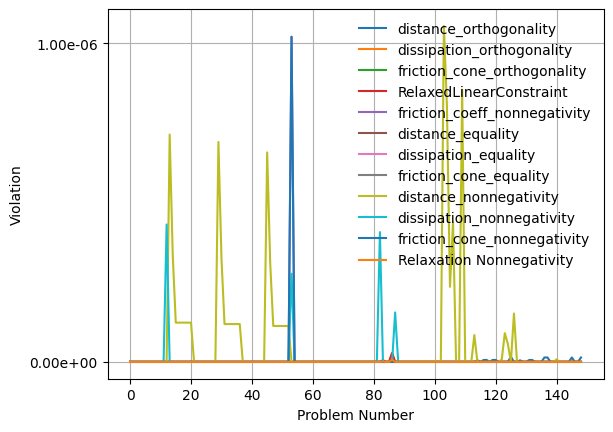 1.00e-06
0.00e+00
Violation
distance_orthogonality
dissipation_orthogonality
friction_cone_orthogonality
RelaxedLinearConstraint
friction_coeff_nonnegativity
distance_equality
dissipation_equality
friction_cone_equality
distance_nonnegativity
dissipation_nonnegativity
friction_cone_nonnegativity
Relaxation Nonnegativity
0 20 40 60 80 100 120 140
Problem Number